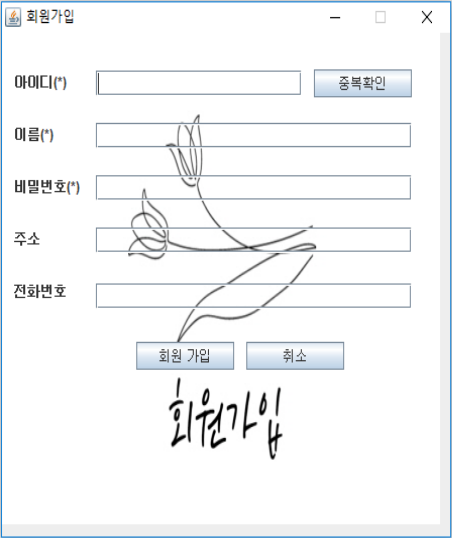 회원가입
아이디(*) 중복확인
이름(*)
비밀번호(*)
주소
전화번호
회원 가입 취소
회원가입